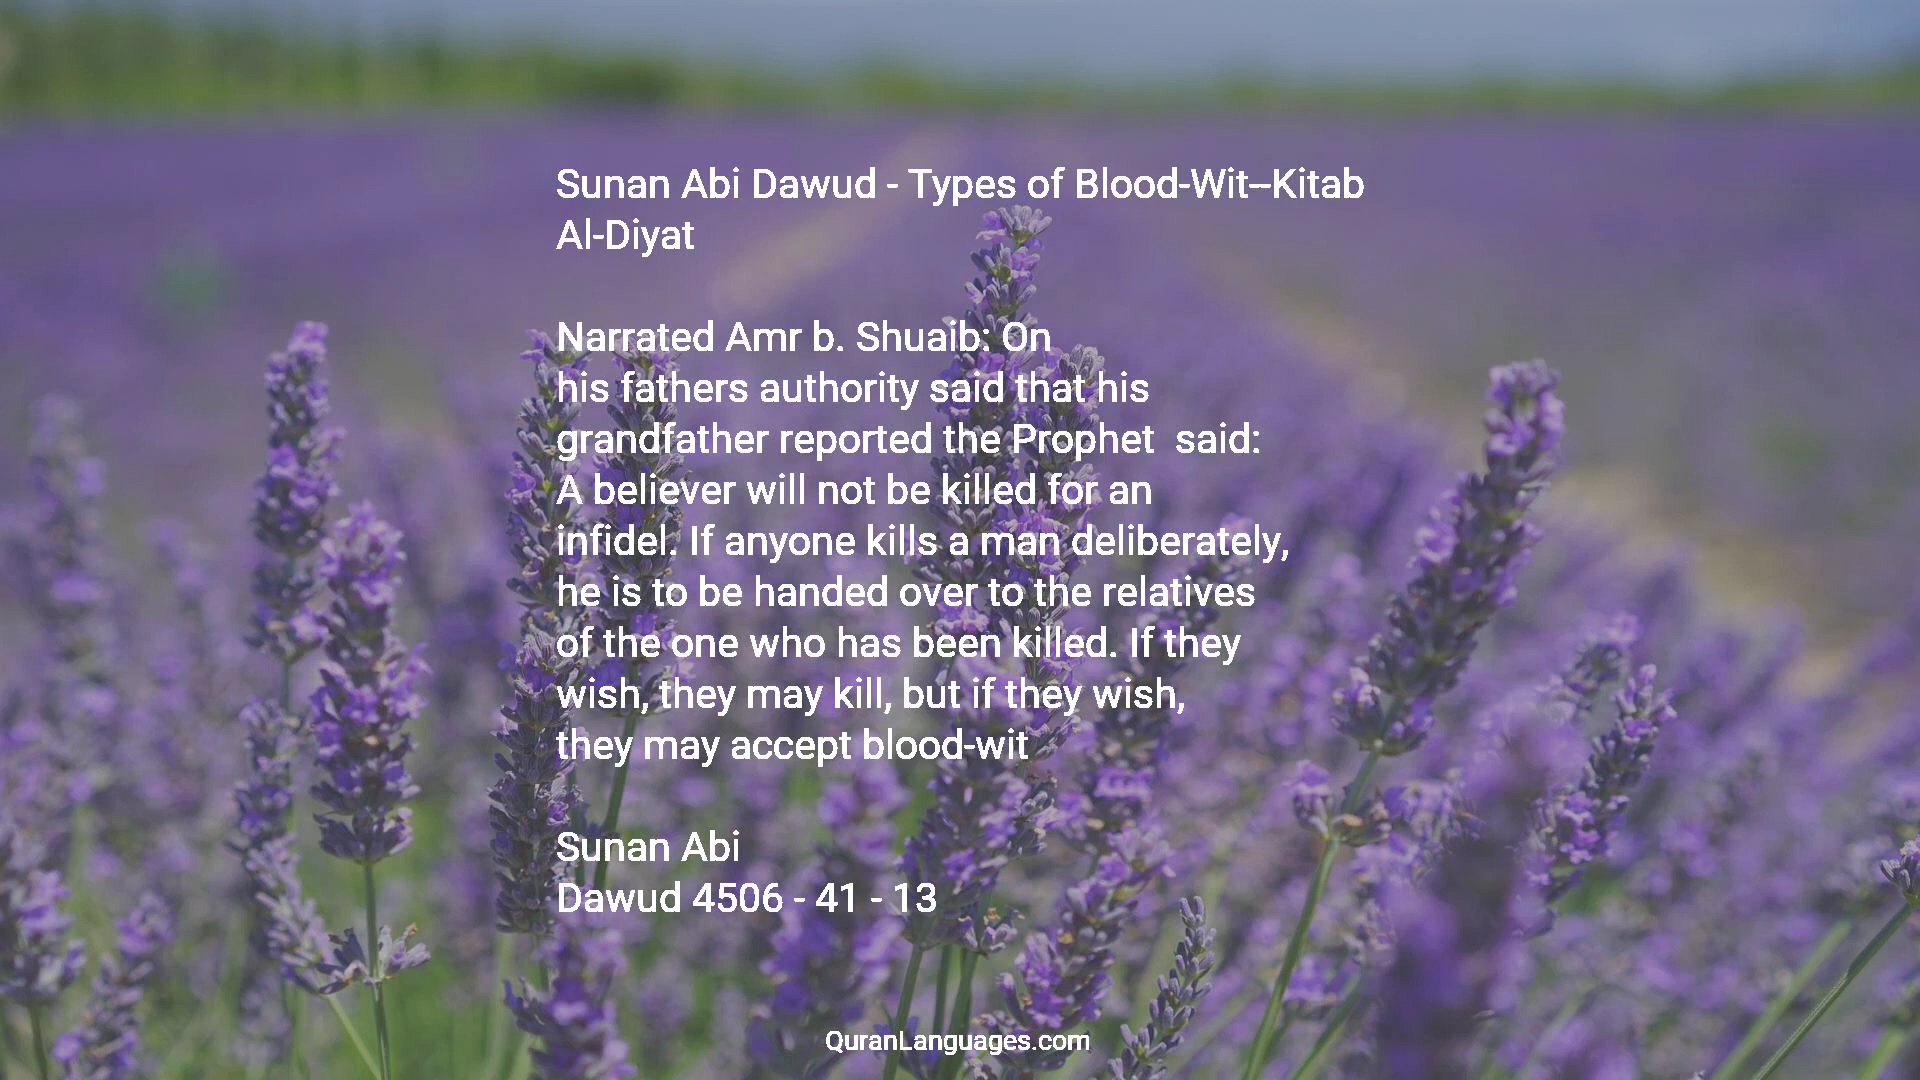 Sunan Abi Dawud - Types of Blood-Wit--Kitab
Al-Diyat
Narrated Amr b. Shuaib: On
his fathers authority said that his
grandfather reported the Prophet  said:
A believer will not be killed for an
infidel. If anyone kills a man deliberately,
he is to be handed over to the relatives
of the one who has been killed. If they
wish, they may kill, but if they wish,
they may accept blood-wit
Sunan Abi
Dawud 4506 - 41 - 13
QuranLanguages.com